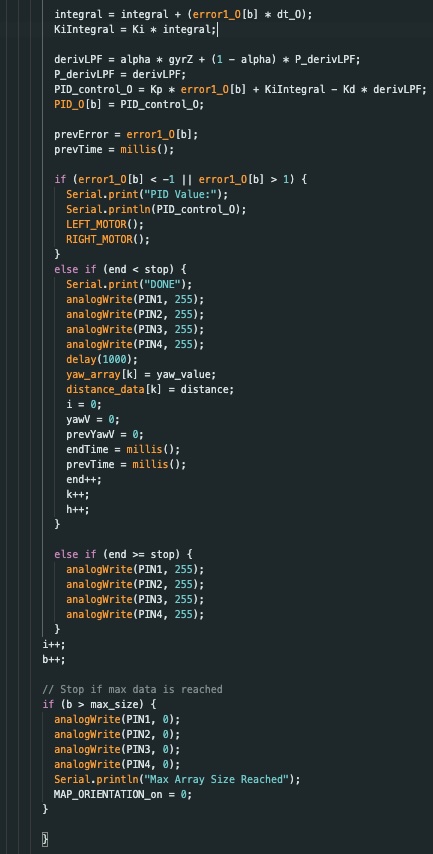 integral = integral + (error1_O[b] * dt_O);
KiIntegral = Ki * integral;
derivLPF = alpha * gyrZ + (1 - alpha) * P_derivLPF;
P_derivLPF = derivLPF;
PID_control_O = Kp * error1_O[b] + KiIntegral - Kd * derivLPF;
PID_O[b] = PID_control_O;
prevError = error1_O[b];
prevTime = millis();
if (error1_O[b] < -1 || error1_O[b] > 1) {
Serial.print("PID Value:");
Serial.println(PID_control_O);
LEFT_MOTOR();
RIGHT_MOTOR();
}
else if (end < stop) {
Serial.print("DONE");
analogWrite(PIN1, 255);
analogWrite(PIN2, 255);
analogWrite(PIN3, 255);
analogWrite(PIN4, 255);
delay(1000);
yaw_array[k] = yaw_value;
distance_data[k] = distance;
i = 0;
yawV = 0;
prevYawV = 0;
endTime = millis();
prevTime = millis();
end++;
k++;
h++;
}
else if (end >= stop) {
analogWrite(PIN1, 255);
analogWrite(PIN2, 255);
analogWrite(PIN3, 255);
analogWrite(PIN4, 255);
}
i++;
b++;
// Stop if max data is reached
if (b > max_size) {
analogWrite(PIN1, 0);
analogWrite(PIN2, 0);
analogWrite(PIN3, 0);
analogWrite(PIN4, 0);
Serial.println("Max Array Size Reached");
MAP_ORIENTATION_on = 0;
}
}